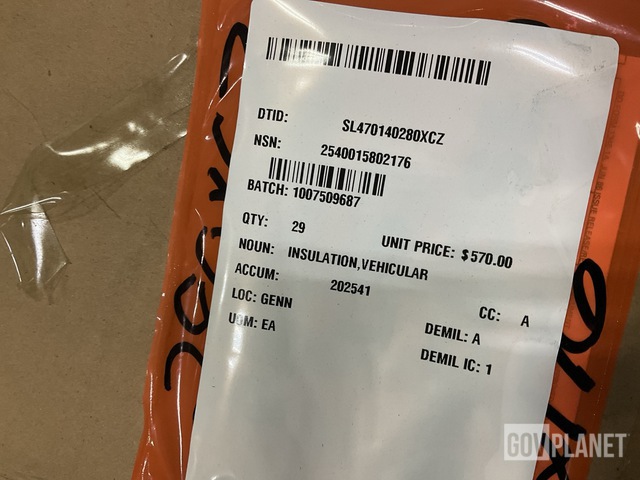 DTID: SL470140280XCZ
NSN: 2540015802176
BATCH: 1007509687
QTY: 29 UNIT PRICE: $570.00
NOUN: INSULATION,VEHICULAR
ACCUM: 202541 CC: A
LOC: GENN DEMIL: A
UOM: EA DEMIL IC: 1
GOVPLANET